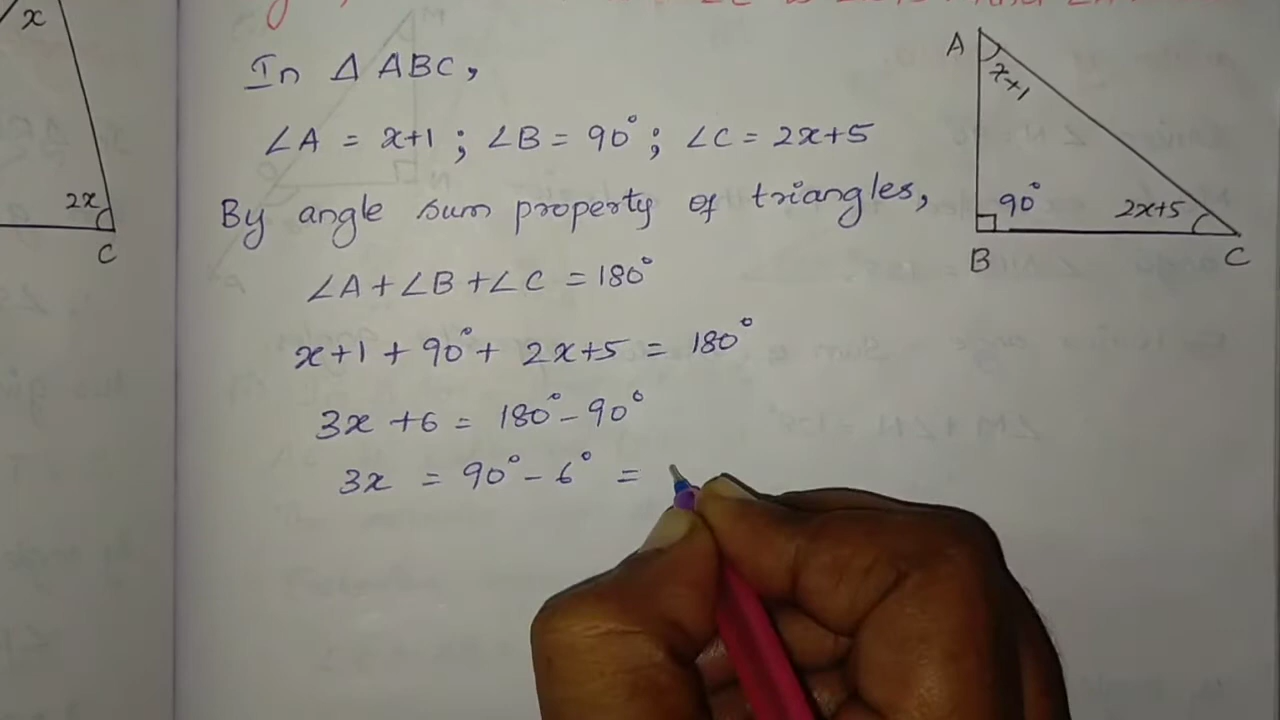 x
2x
C
In Δ ABC,
∠A = x+1 ; ∠B = 90° ; ∠C = 2x+5
By angle sum property of triangles,
∠A + ∠B + ∠C = 180°
x+1 + 90° + 2x+5 = 180°
3x + 6 = 180° - 90°
3x = 90° - 6° =
A
x+1
90°
2x+5
B
C